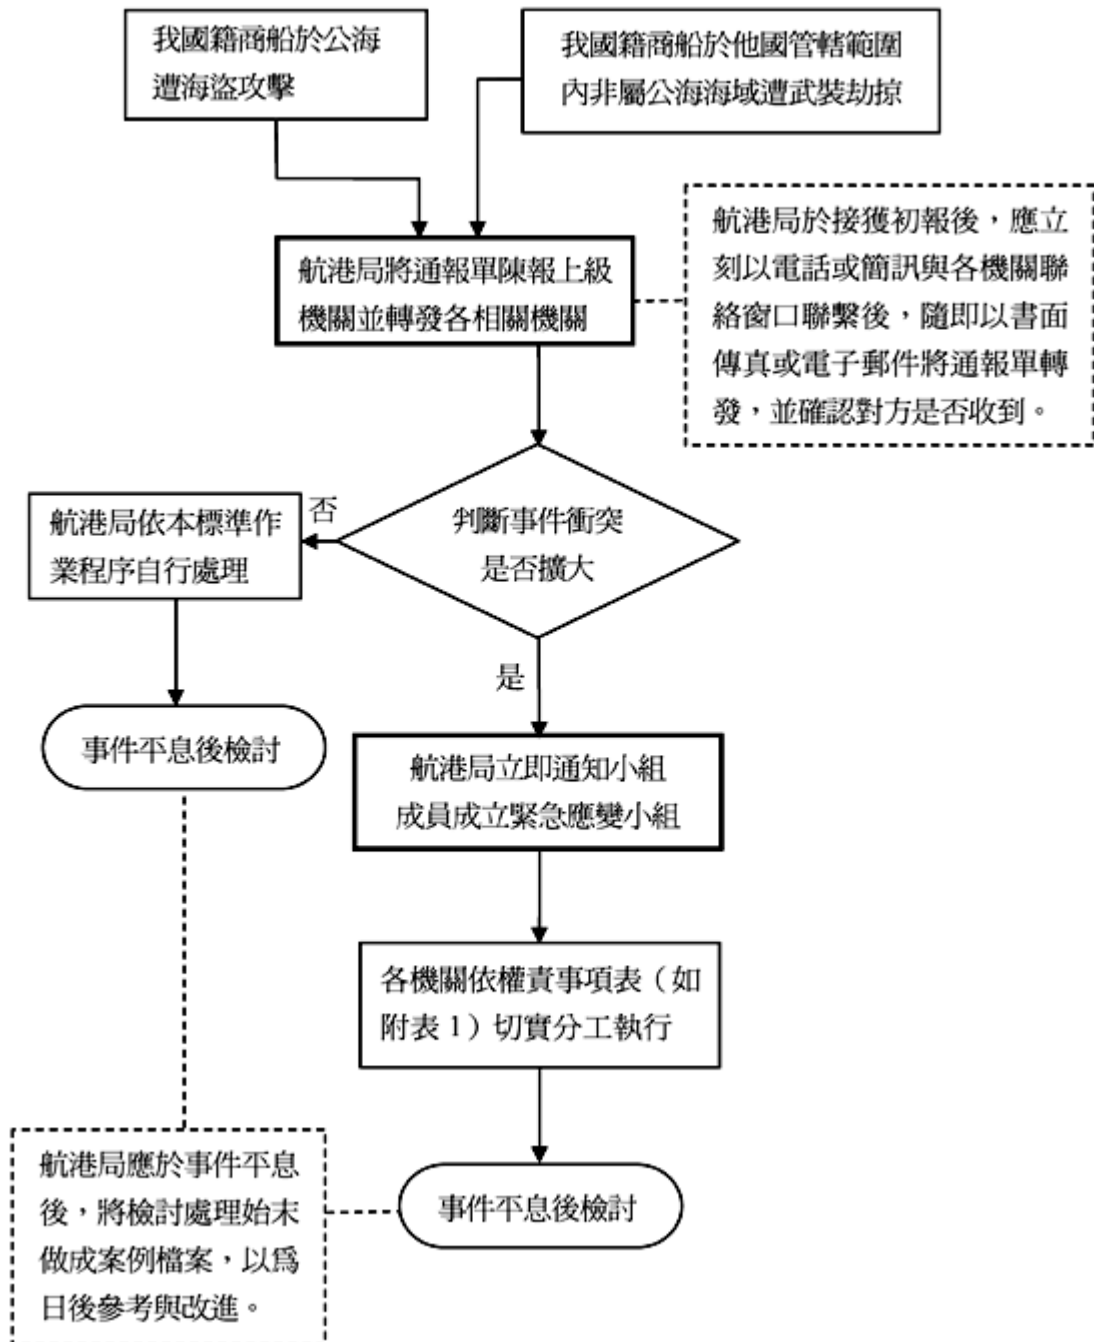 我國籍商船於公海
遭海盜攻擊
我國籍商船於他國管轄範圍
內非屬公海海域遭武裝劫掠
航港局將通報單陳報上級
機關並轉發各相關機關
航港局於接獲初報後，應立
刻以電話或簡訊與各機關聯
絡窗口聯繫後，隨即以書面
傳真或電子郵件將通報單轉
發，並確認對方是否收到。
判斷事件衝突
是否擴大
否
航港局依本標準作
業程序自行處理
事件平息後檢討
是
航港局立即通知小組
成員成立緊急應變小組
各機關依權責事項表（如
附表 1）切實分工執行
事件平息後檢討
航港局應於事件平息
後，將檢討處理始末
做成案例檔案，以爲
日後參考與改進。